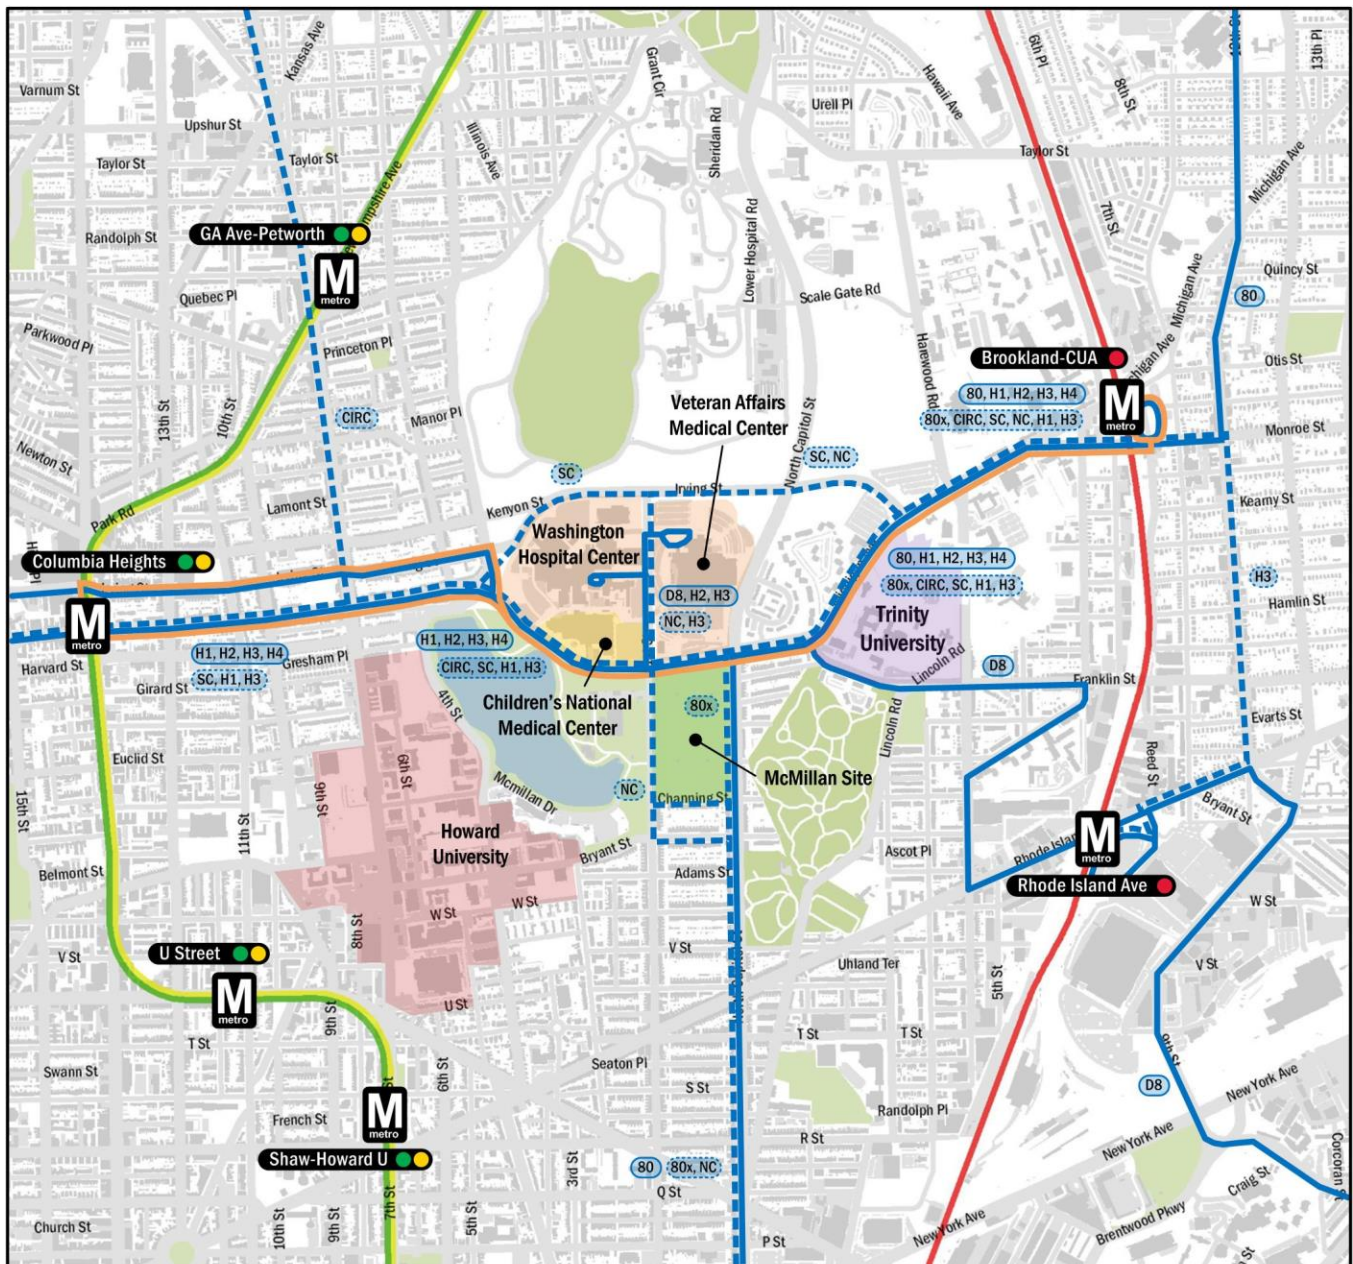 Varnum St
Upshur St
Kansas Ave
Taylor St
Taylor St
Illinois Ave
Grant Cir
Sheridan Rd
Urell Pl
Hawaii Ave
6th Pl
8th St
13th Pl
Taylor St
Michigan Ave
7th St
Randolph St
GA Ave-Petworth
M
metro
Quebec Pl
Parkwood Pl
Princeton Pl
Lower Hospital Rd
Scale Gate Rd
Harewood Rd
Michigan Ave
Quincy St
80
Otis St
Brookland-CUA
M
metro
80, H1, H2, H3, H4
80x, CIRC, SC, NC, H1, H3
Monroe St
Veteran Affairs
Medical Center
North Capitol St
SC, NC
13th St
10th St
CIRC
Manor Pl
Newton St
Park Rd
Lamont St
SC
Kenyon St
Irving St
Kearny St
Columbia Heights
M
metro
Washington
Hospital Center
D8, H2, H3
NC, H3
80, H1, H2, H3, H4
80x, CIRC, SC, H1, H3
Trinity
University
H3
Hamlin St
Harvard St
H1, H2, H3, H4
SC, H1, H3
Gresham Pl
Girard St
H1, H2, H3, H4
CIRC, SC, H1, H3
Lincoln Rd
D8
Franklin St
Children's National
Medical Center
4th St
80x
Lincoln Rd
Evarts St
McMillan Site
Euclid St
6th St
9th St
Mcmillan Dr
NC
Channing St
Reed St
Bryant St
15th St
11th St
Howard
University
Bryant St
Adams St
Ascot Pl
Rhode Island
M
metro
Rhode Island Ave
Belmont St
W St
W St
W St
8th St
V St
V St
V St
U Street
M
metro
U St
Uhland Ter
5th St
9th St
T St
T St
T St
9th St
Swann St
6th St
Seaton Pl
S St
D8
New York Ave
French St
M
metro
Randolph Pl
R St
New York Ave
Shaw-Howard U
3rd St
80
80x, NC
Q St
Craig St
Corcoran St
Church St
10th St
9th St
7th St
5th St
P St
New York Ave
Brentwood Pkwy